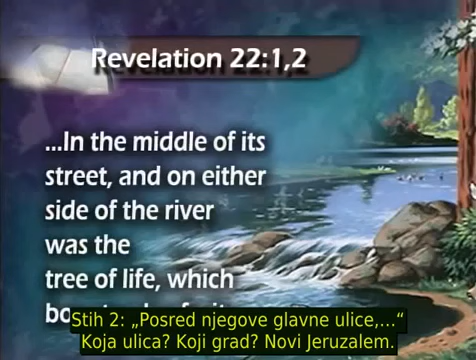 Revelation 22:1,2
...In the middle of its
street, and on either
side of the river
was the
tree of life, which
Stih 2: „Posred njegove glavne ulice,...“
Koja ulica? Koji grad? Novi Jeruzalem.